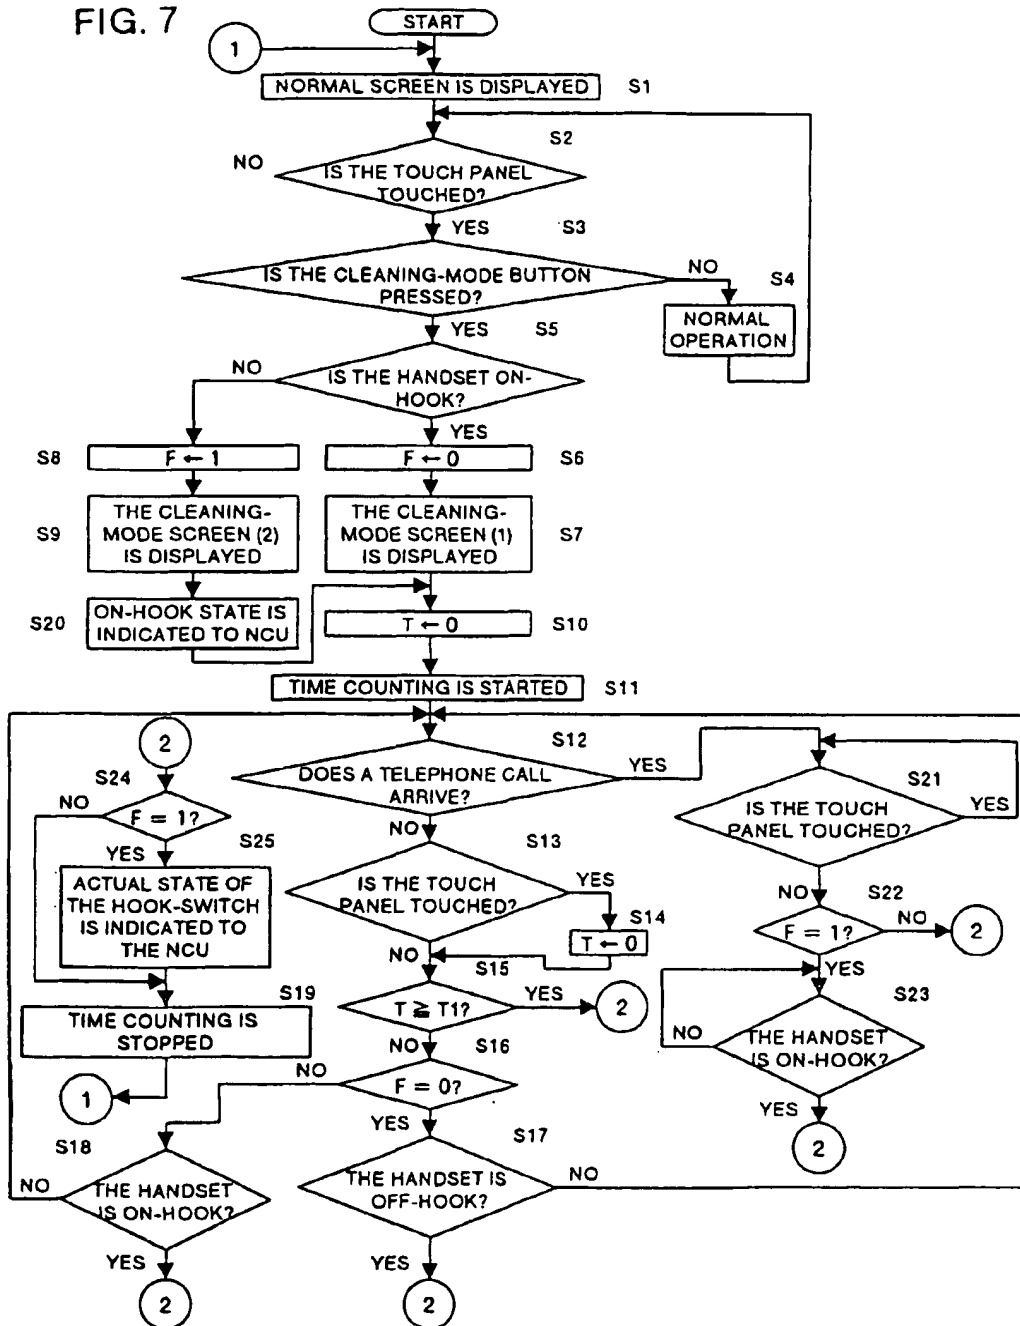 FIG. 7
START
1
NORMAL SCREEN IS DISPLAYED
S1
S2
NO
IS THE TOUCH PANEL
TOUCHED?
YES
S3
IS THE CLEANING-MODE BUTTON
PRESSED?
NO
S4
NORMAL
OPERATION
YES
S5
NO
IS THE HANDSET ON-
HOOK?
YES
S8
F ← 1
F ← 0
S6
S9
THE CLEANING-
MODE SCREEN (2)
IS DISPLAYED
THE CLEANING-
MODE SCREEN (1)
IS DISPLAYED
S7
S20
ON-HOOK STATE IS
INDICATED TO NCU
T ← 0
S10
TIME COUNTING IS STARTED
S11
2
S12
DOES A TELEPHONE CALL
ARRIVE?
YES
S21
IS THE TOUCH
PANEL TOUCHED?
YES
S24
NO
F = 1?
YES
S25
ACTUAL STATE OF
THE HOOK-SWITCH
IS INDICATED TO
THE NCU
NO
S13
IS THE TOUCH
PANEL TOUCHED?
YES
S14
T ← 0
NO
S22
F = 1?
NO
2
NO
S15
T ≧ T1?
YES
2
YES
S23
NO
THE HANDSET
IS ON-HOOK?
YES
2
S19
TIME COUNTING IS
STOPPED
1
NO
S16
NO
F = 0?
YES
S17
S18
NO
THE HANDSET
IS ON-HOOK?
THE HANDSET IS
OFF-HOOK?
NO
YES
2
YES
2